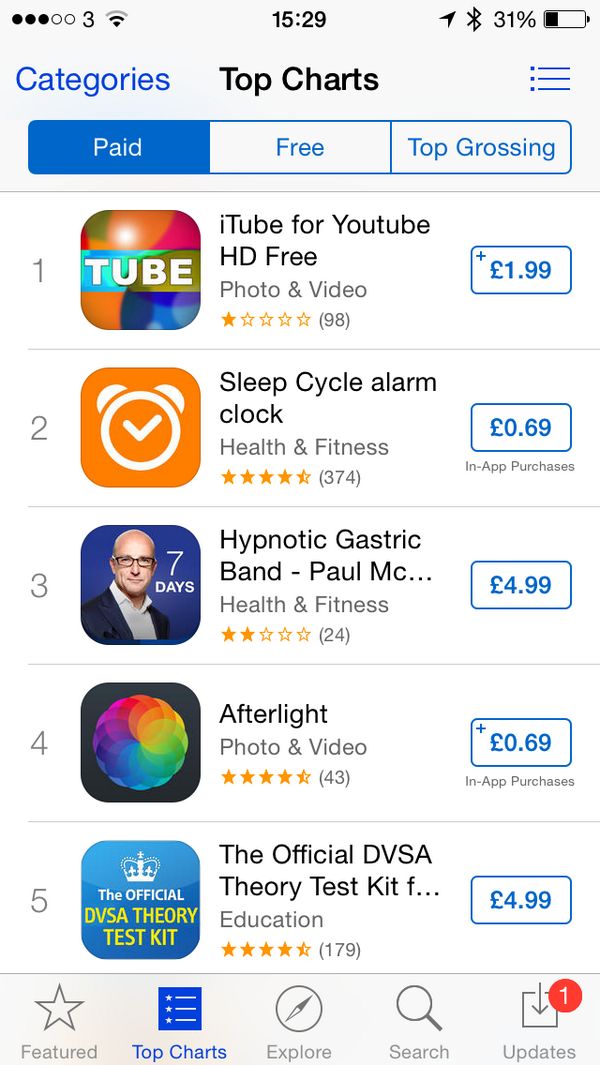 3 15:29 31%
Categories Top Charts
Paid Free Top Grossing
1
TUBE
iTube for Youtube
HD Free
Photo & Video
(98)
+ £1.99
2
Sleep Cycle alarm
clock
Health & Fitness
(374)
£0.69
In-App Purchases
3
7
DAYS
Hypnotic Gastric
Band - Paul Mc...
Health & Fitness
(24)
£4.99
4
Afterlight
Photo & Video
(43)
+ £0.69
In-App Purchases
5
The OFFICIAL
DVSA THEORY
TEST KIT
The Official DVSA
Theory Test Kit f...
Education
(179)
£4.99
1
Featured Top Charts Explore Search Updates